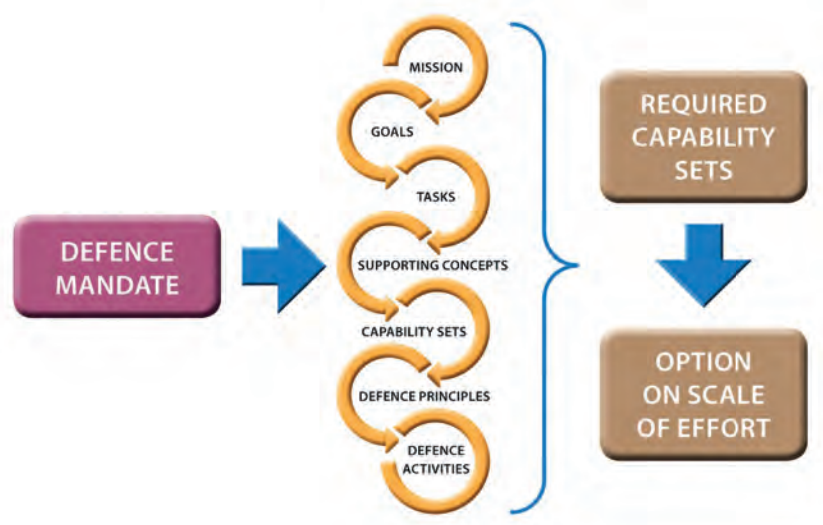 DEFENCE
MANDATE
MISSION
GOALS
TASKS
SUPPORTING CONCEPTS
CAPABILITY SETS
DEFENCE PRINCIPLES
DEFENCE
ACTIVITIES
REQUIRED
CAPABILITY
SETS
OPTION
ON SCALE
OF EFFORT